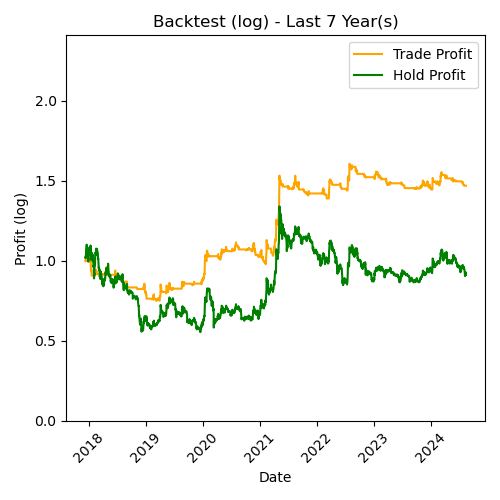 Backtest (log) - Last 7 Year(s)
Trade Profit
Hold Profit
Profit (log)
2.0
1.5
1.0
0.5
0.0
2018 2019 2020 2021 2022 2023 2024
Date